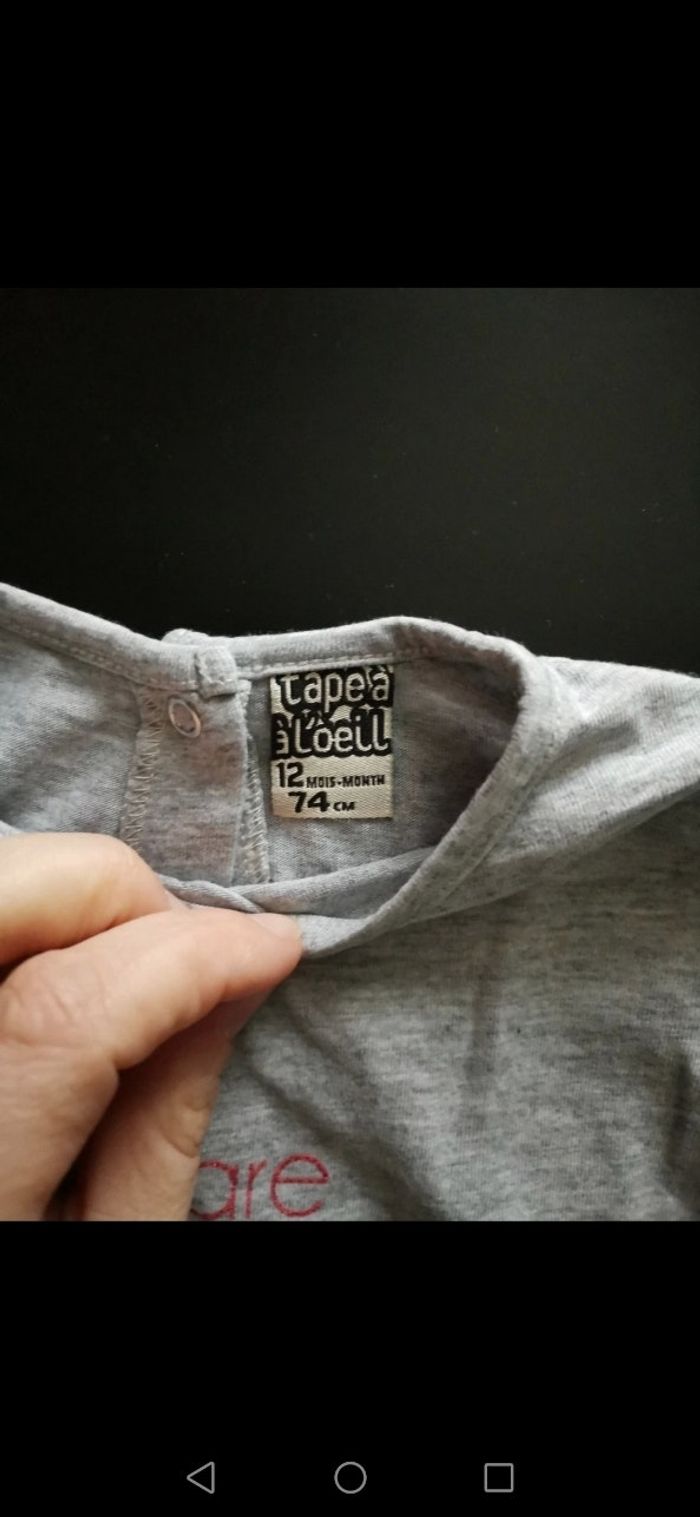 tape à
à l'oeil
12 MOIS-MONTH
74 CM
are